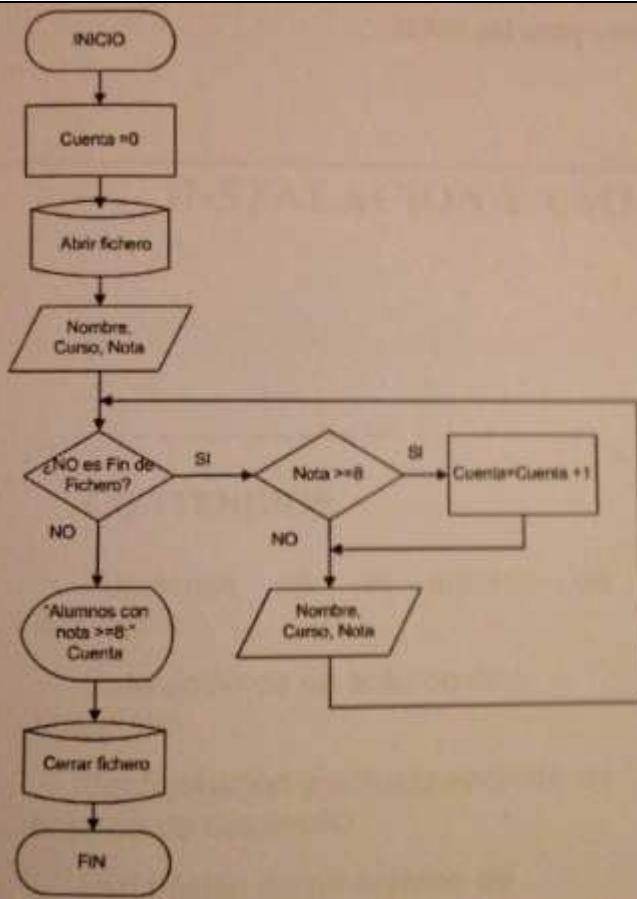 INICIO
Cuenta =0
Abrir fichero
Nombre,
Curso, Nota
¿NO es Fin de
Fichero?
SI
Nota >=8
SI
Cuenta=Cuenta +1
NO
NO
"Alumnos con
nota >=8:"
Cuenta
Nombre,
Curso, Nota
Cerrar fichero
FIN